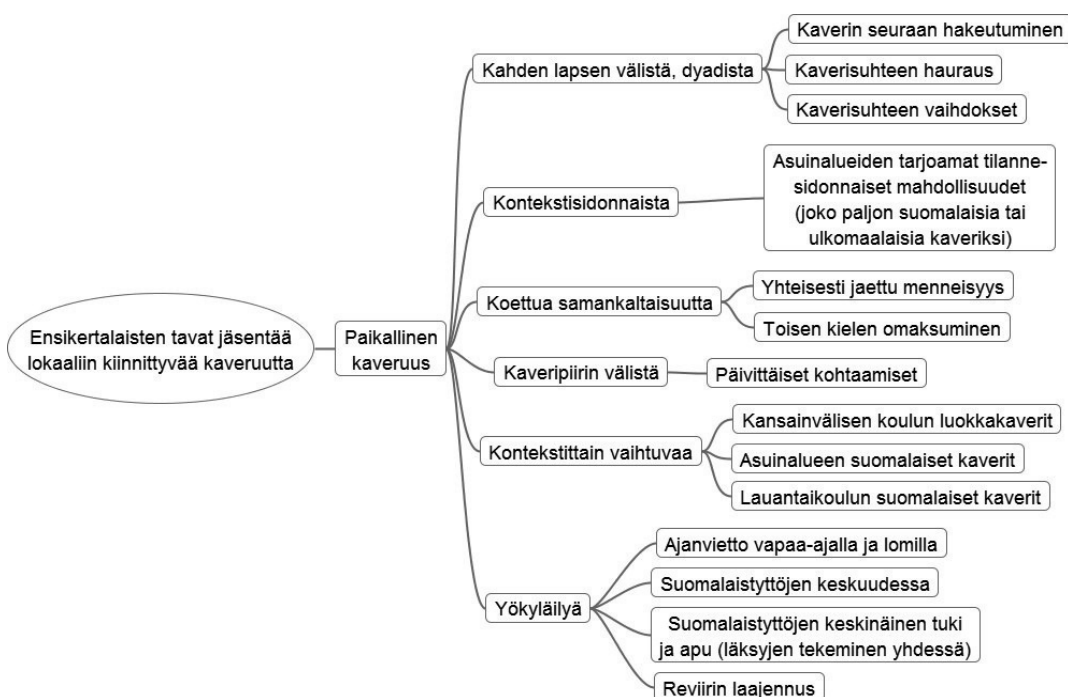 Ensikertalaisten tavat jäsentää
lokaaliin kiinnittyvää kaveruutta
Paikallinen
kaveruus
Kahden lapsen välistä, dyadista
Kaverin seuraan hakeutuminen
Kaverisuhteen hauraus
Kaverisuhteen vaihdokset
Kontekstisidonnaista
Asuinalueiden tarjoamat tilanne-
sidonnaiset mahdollisuudet
(joko paljon suomalaisia tai
ulkomaalaisia kaveriksi)
Koettua samankaltaisuutta
Yhteisesti jaettu menneisyys
Toisen kielen omaksuminen
Kaveripiirin välistä
Päivittäiset kohtaamiset
Kontekstittain vaihtuvaa
Kansainvälisen koulun luokkakaverit
Asuinalueen suomalaiset kaverit
Lauantaikoulun suomalaiset kaverit
Yökyläilyä
Ajanvietto vapaa-ajalla ja lomilla
Suomalaistyttöjen keskuudessa
Suomalaistyttöjen keskinäinen tuki
ja apu (läksyjen tekeminen yhdessä)
Reviirin laajennus